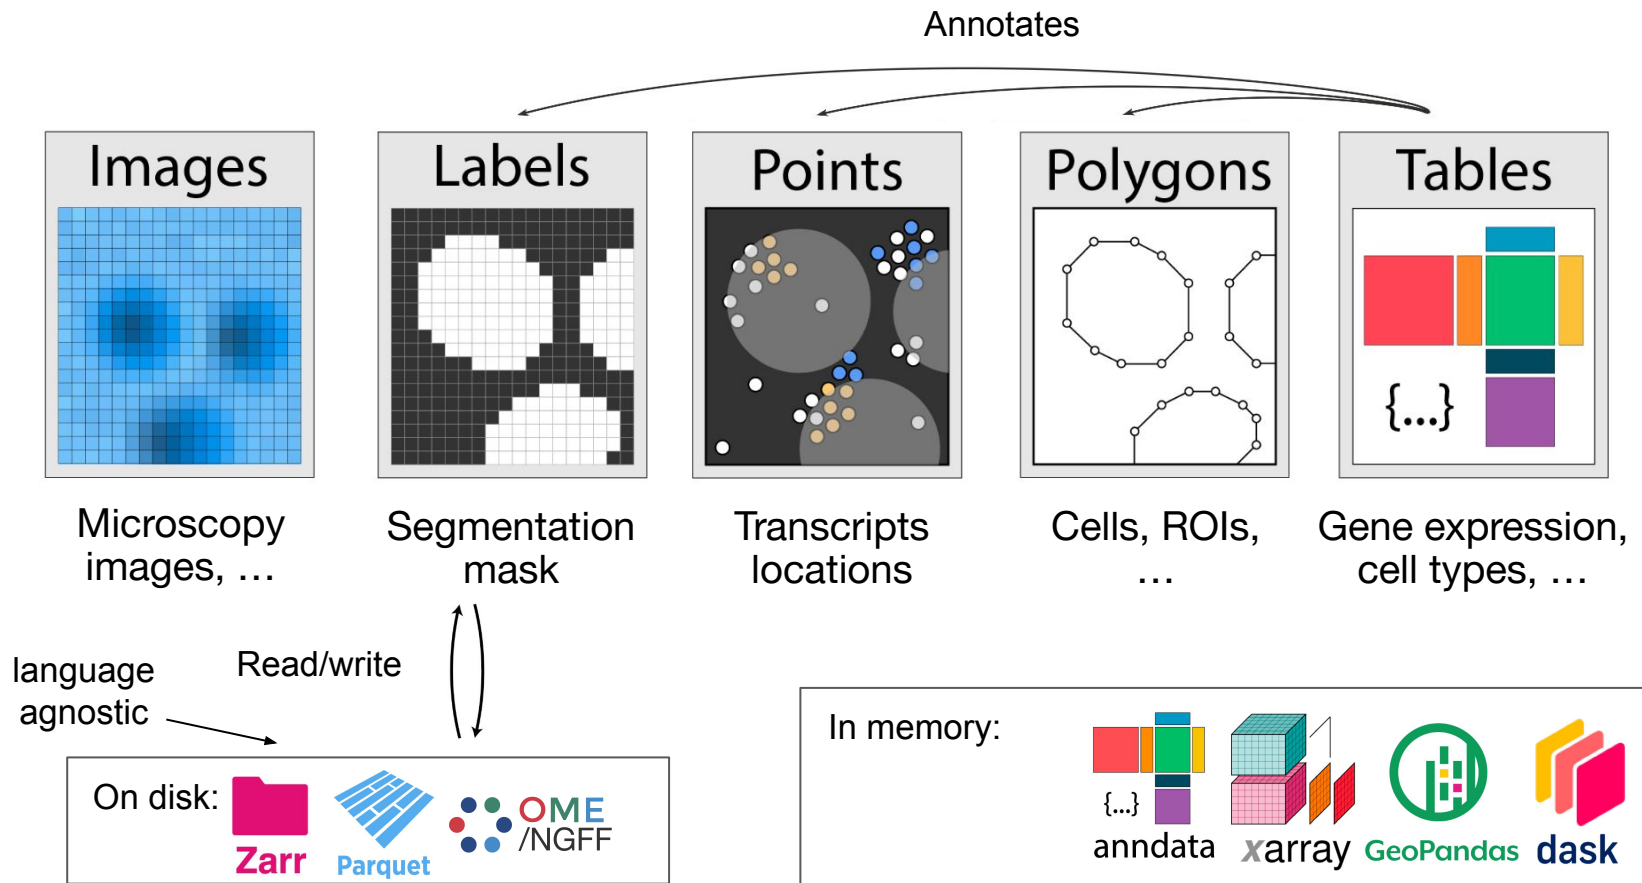 Annotates
Images
Labels
Points
Polygons
Tables
{...}
Microscopy
images, ...
Segmentation
mask
Transcripts
locations
Cells, ROIs,
...
Gene expression,
cell types, ...
language
agnostic
Read/write
On disk:
Zarr
Parquet
OME
/NGFF
In memory:
{...}
anndata
xarray
GeoPandas
dask